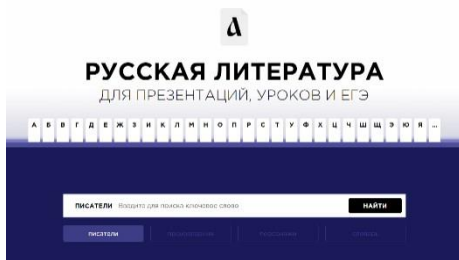 A
РУССКАЯ ЛИТЕРАТУРА
ДЛЯ ПРЕЗЕНТАЦИЙ, УРОКОВ И ЕГЭ
А Б В Г Д Е Ж З И К Л М Н О П Р С Т У Ф Х Ц Ч Ш Щ Э Ю Я ...
ПИСАТЕЛИ Введите для поиска ключевое слово НАЙТИ
ПИСАТЕЛИ